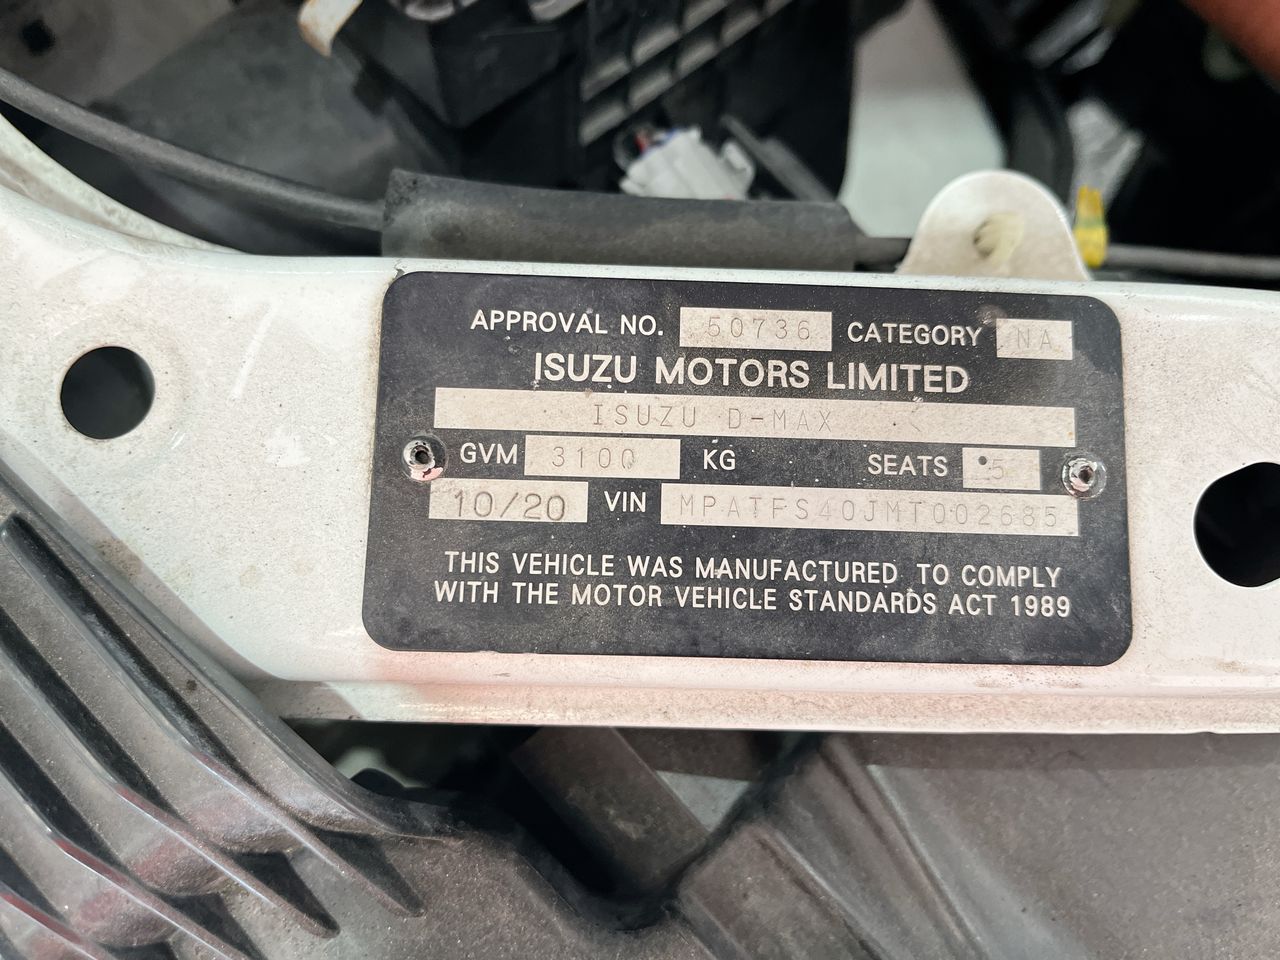 APPROVAL NO. 50736 CATEGORY NA
ISUZU MOTORS LIMITED
ISUZU D-MAX
GVM 3100 KG SEATS 5
10/20 VIN MPATFS40JMT002685
THIS VEHICLE WAS MANUFACTURED TO COMPLY
WITH THE MOTOR VEHICLE STANDARDS ACT 1989